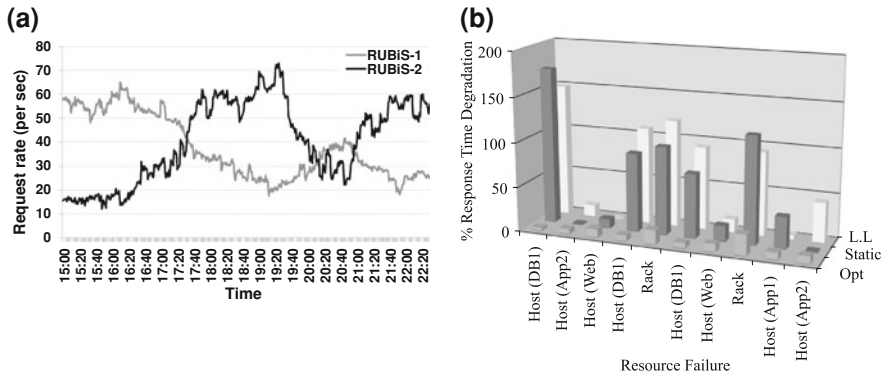 (a)
80
70
60
50
40
30
20
10
0
Request rate (per sec)
RUBiS-1
RUBiS-2
15:00
15:20
15:40
16:00
16:20
16:40
17:00
17:20
17:40
18:00
18:20
18:40
19:00
19:20
19:40
20:00
20:20
20:40
21:00
21:20
21:40
22:00
22:20
Time
(b)
200
150
100
50
0
% Response Time Degradation
L.L
Static
Opt
Host (DB1)
Host (App2)
Host (Web)
Host (DB1)
Rack
Host (DB1)
Host (Web)
Rack
Host (App1)
Host (App2)
Resource Failure